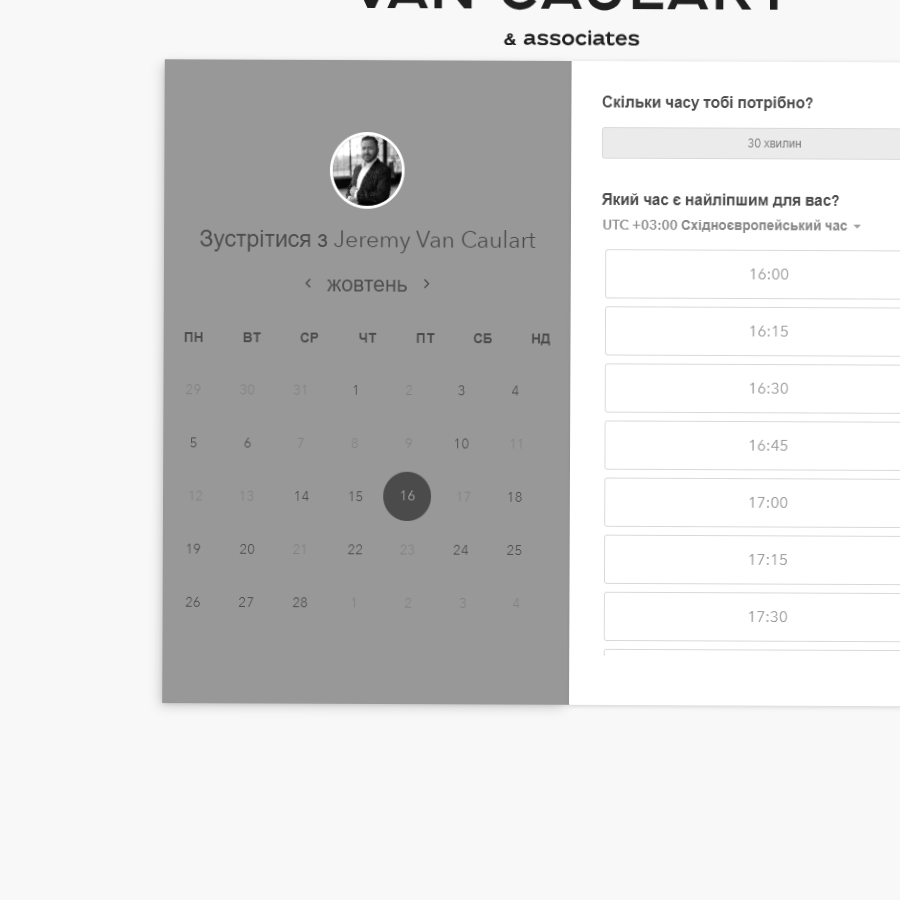 VAN CAULART
& associates
Зустрітися з Jeremy Van Caulart
жовтень
ПН ВТ СР ЧТ ПТ СБ НД
29 30 31 1 2 3 4
5 6 7 8 9 10 11
12 13 14 15 16 17 18
19 20 21 22 23 24 25
26 27 28 1 2 3 4
Скільки часу тобі потрібно?
30 хвилин
Який час є найліпшим для вас?
UTC +03:00 Східноєвропейський час
16:00
16:15
16:30
16:45
17:00
17:15
17:30